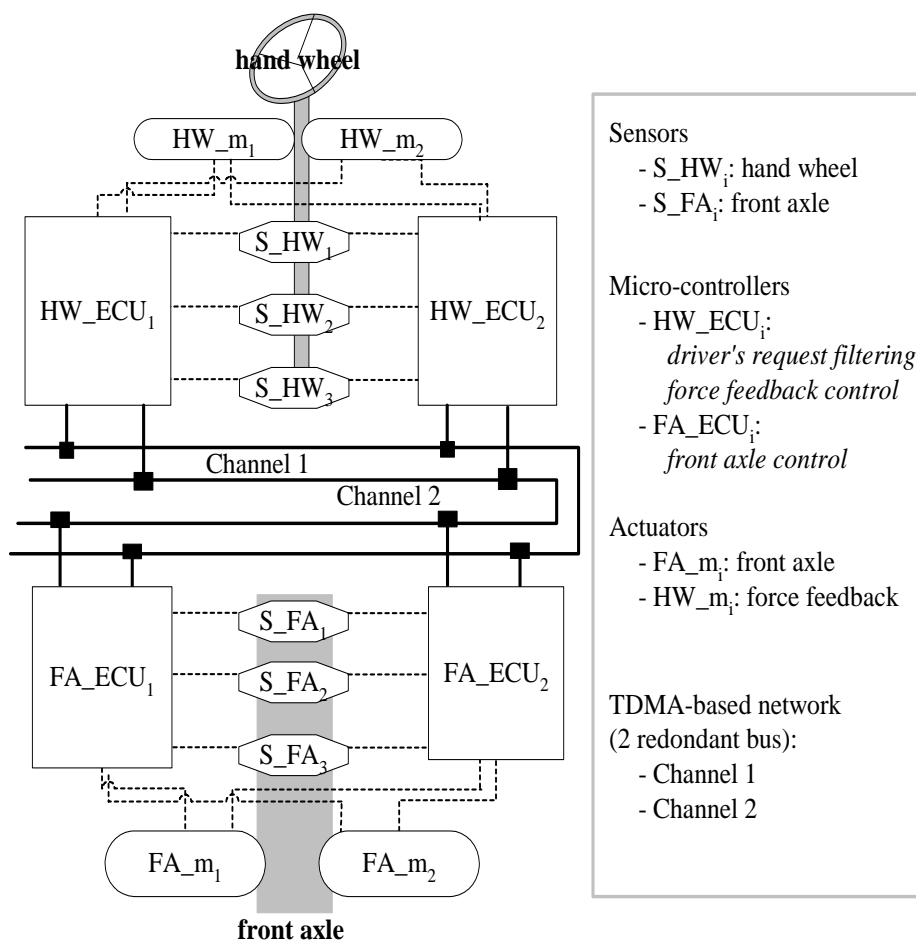 hand wheel
HW_m1
HW_m2
HW_ECU1
S_HW1
S_HW2
S_HW3
HW_ECU2
Channel 1
Channel 2
FA_ECU1
S_FA1
S_FA2
S_FA3
FA_ECU2
FA_m1
FA_m2
front axle
Sensors
- S_HWi: hand wheel
- S_FAi: front axle
Micro-controllers
- HW_ECUi:
driver's request filtering
force feedback control
- FA_ECUi:
front axle control
Actuators
- FA_mi: front axle
- HW_mi: force feedback
TDMA-based network
(2 redondant bus):
- Channel 1
- Channel 2